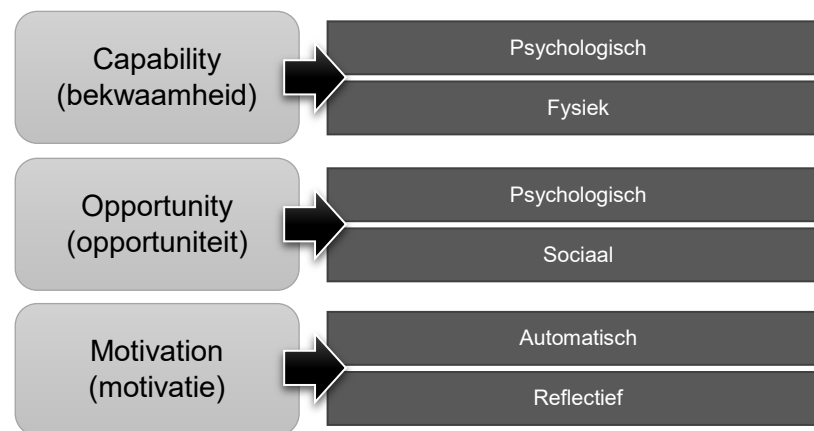 Capability
(bekwaamheid)
Psychologisch
Fysiek
Opportunity
(opportuniteit)
Psychologisch
Sociaal
Motivation
(motivatie)
Automatisch
Reflectief